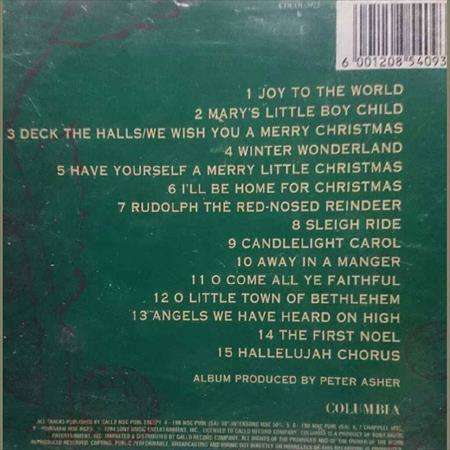 6 001208 54093
1 JOY TO THE WORLD
2 MARY'S LITTLE BOY CHILD
3 DECK THE HALLS/WE WISH YOU A MERRY CHRISTMAS
4 WINTER WONDERLAND
5 HAVE YOURSELF A MERRY LITTLE CHRISTMAS
6 I'LL BE HOME FOR CHRISTMAS
7 RUDOLPH THE RED-NOSED REINDEER
8 SLEIGH RIDE
9 CANDLELIGHT CAROL
10 AWAY IN A MANGER
11 O COME ALL YE FAITHFUL
12 O LITTLE TOWN OF BETHLEHEM
13 ANGELS WE HAVE HEARD ON HIGH
14 THE FIRST NOEL
15 HALLELUJAH CHORUS
ALBUM PRODUCED BY PETER ASHER
COLUMBIA